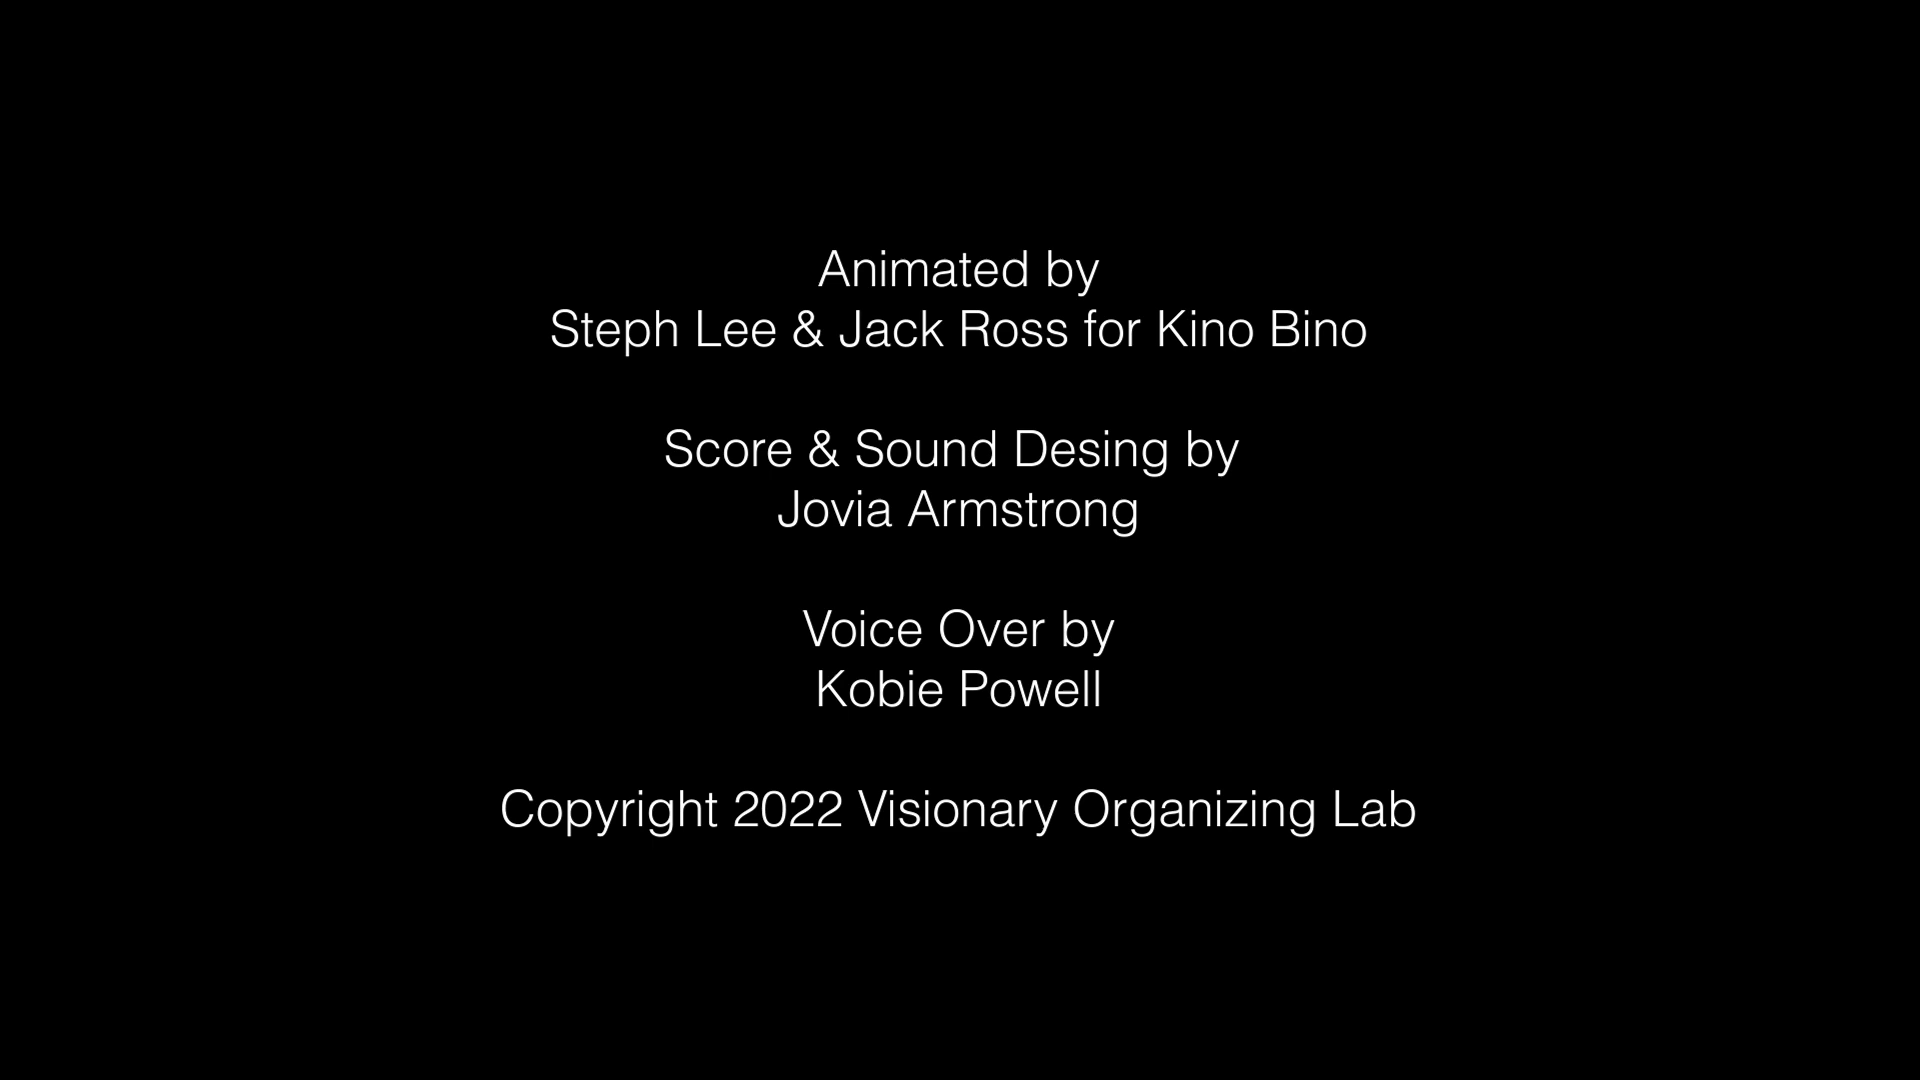 Animated by
Steph Lee & Jack Ross for Kino Bino
Score & Sound Desing by
Jovia Armstrong
Voice Over by
Kobie Powell
Copyright 2022 Visionary Organizing Lab